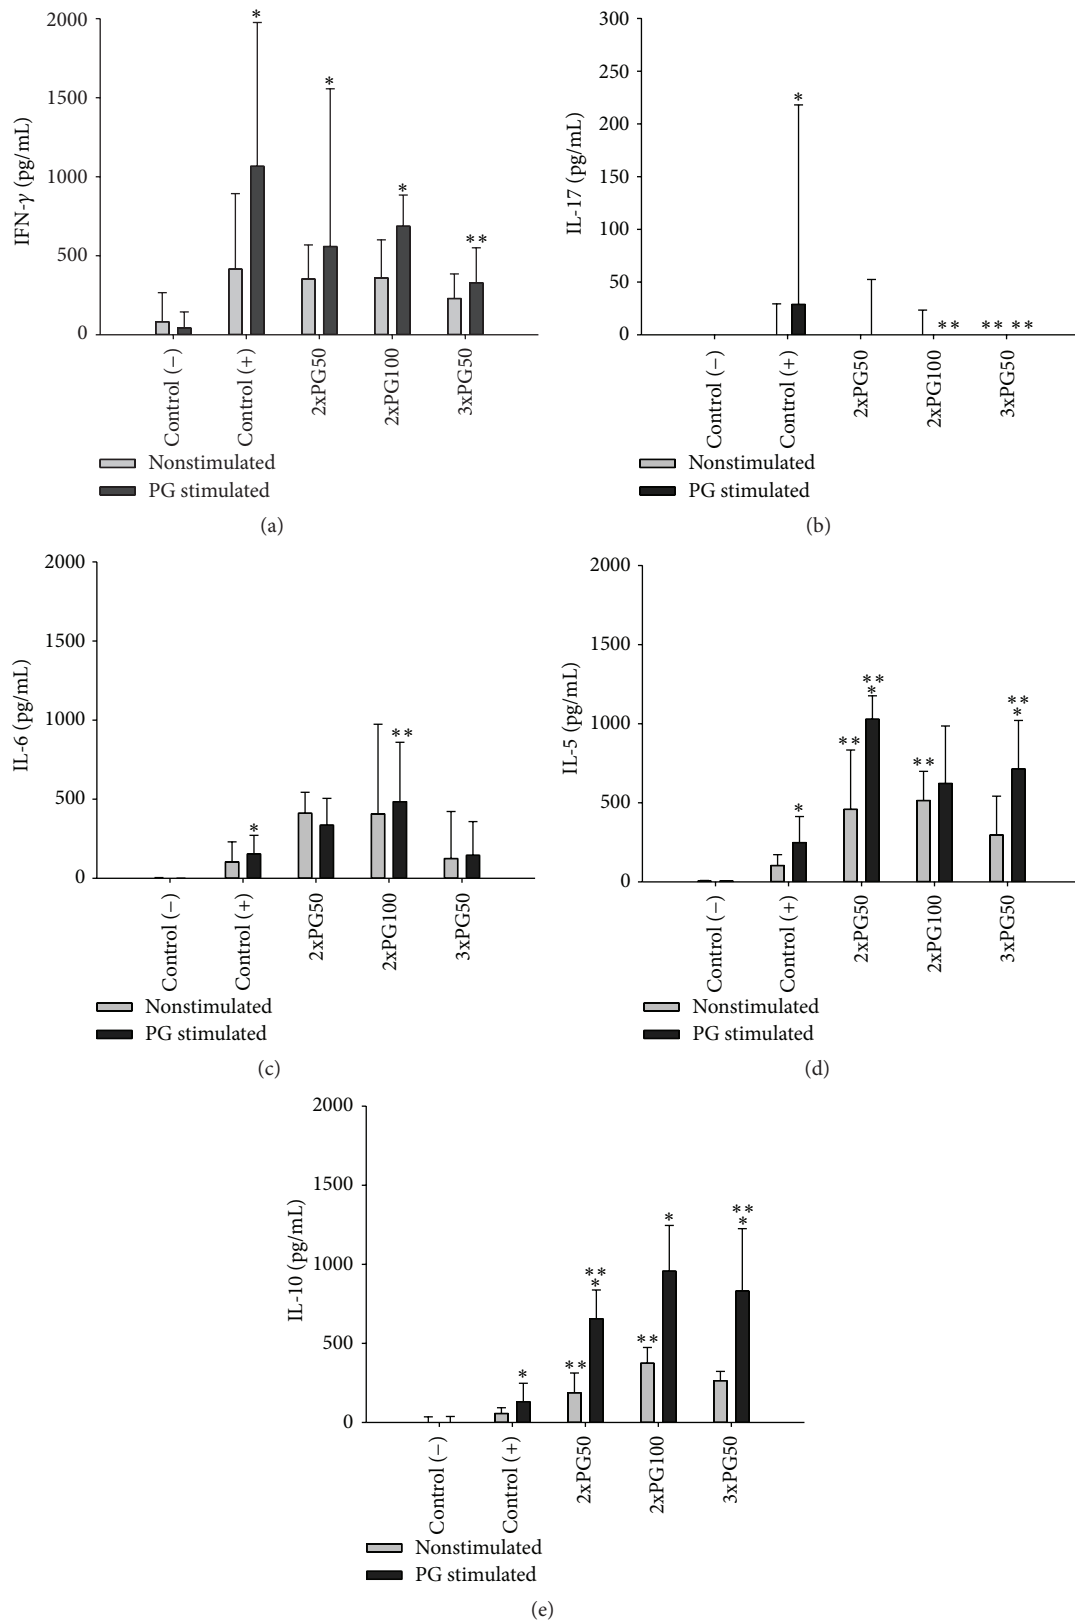 2000
1500
1000
500
0
IFN-γ (pg/mL)
*
*
*
**
Control (−)
Control (+)
2xPG50
2xPG100
3xPG50
Nonstimulated
PG stimulated
(a)
300
250
200
150
100
50
0
IL-17 (pg/mL)
*
**
** **
Control (−)
Control (+)
2xPG50
2xPG100
3xPG50
Nonstimulated
PG stimulated
(b)
2000
1500
1000
500
0
IL-6 (pg/mL)
*
**
Control (−)
Control (+)
2xPG50
2xPG100
3xPG50
Nonstimulated
PG stimulated
(c)
2000
1500
1000
500
0
IL-5 (pg/mL)
*
**
**
*
**
**
*
Control (−)
Control (+)
2xPG50
2xPG100
3xPG50
Nonstimulated
PG stimulated
(d)
2000
1500
1000
500
0
IL-10 (pg/mL)
*
**
**
*
**
*
**
*
Control (−)
Control (+)
2xPG50
2xPG100
3xPG50
Nonstimulated
PG stimulated
(e)